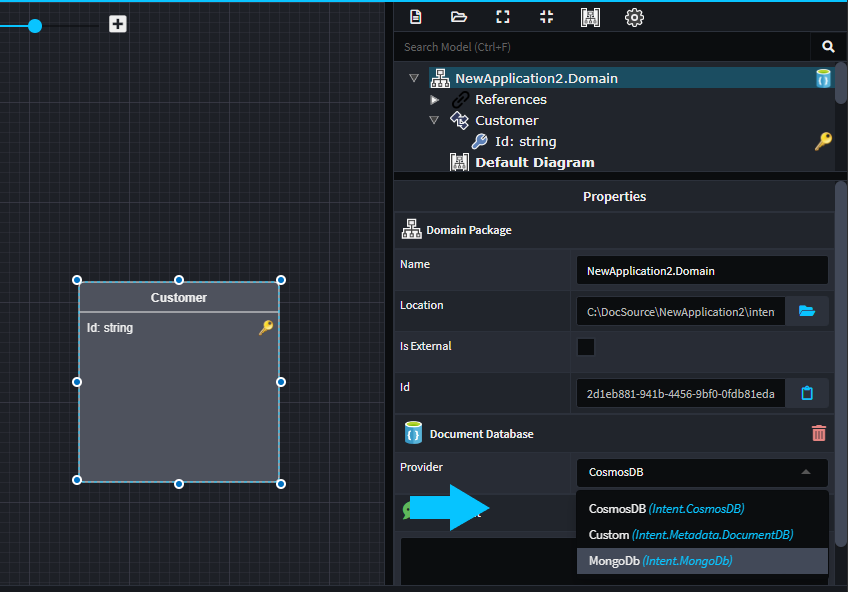 Search Model (Ctrl+F)
NewApplication2.Domain
References
Customer
Id: string
Default Diagram
Properties
Domain Package
Name
NewApplication2.Domain
Location
C:\DocSource\NewApplication2\inten
Is External
Id
2d1eb881-941b-4456-9bf0-0fdb81eda
Document Database
Provider
CosmosDB
CosmosDB (Intent.CosmosDB)
Custom (Intent.Metadata.DocumentDB)
MongoDb (Intent.MongoDb)
Customer
Id: string